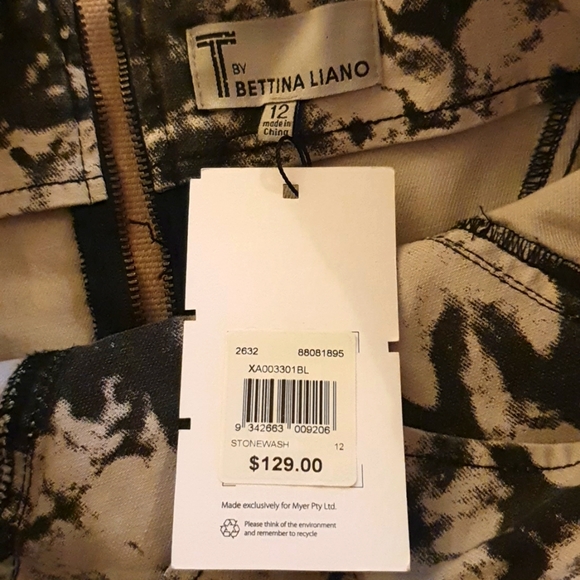 T BY
BETTINA LIANO
12
made in
China
2632 88081895
XA003301BL
9 342663 009206
STONEWASH 12
$129.00
Made exclusively for Myer Pty Ltd.
Please think of the environment
and remember to recycle